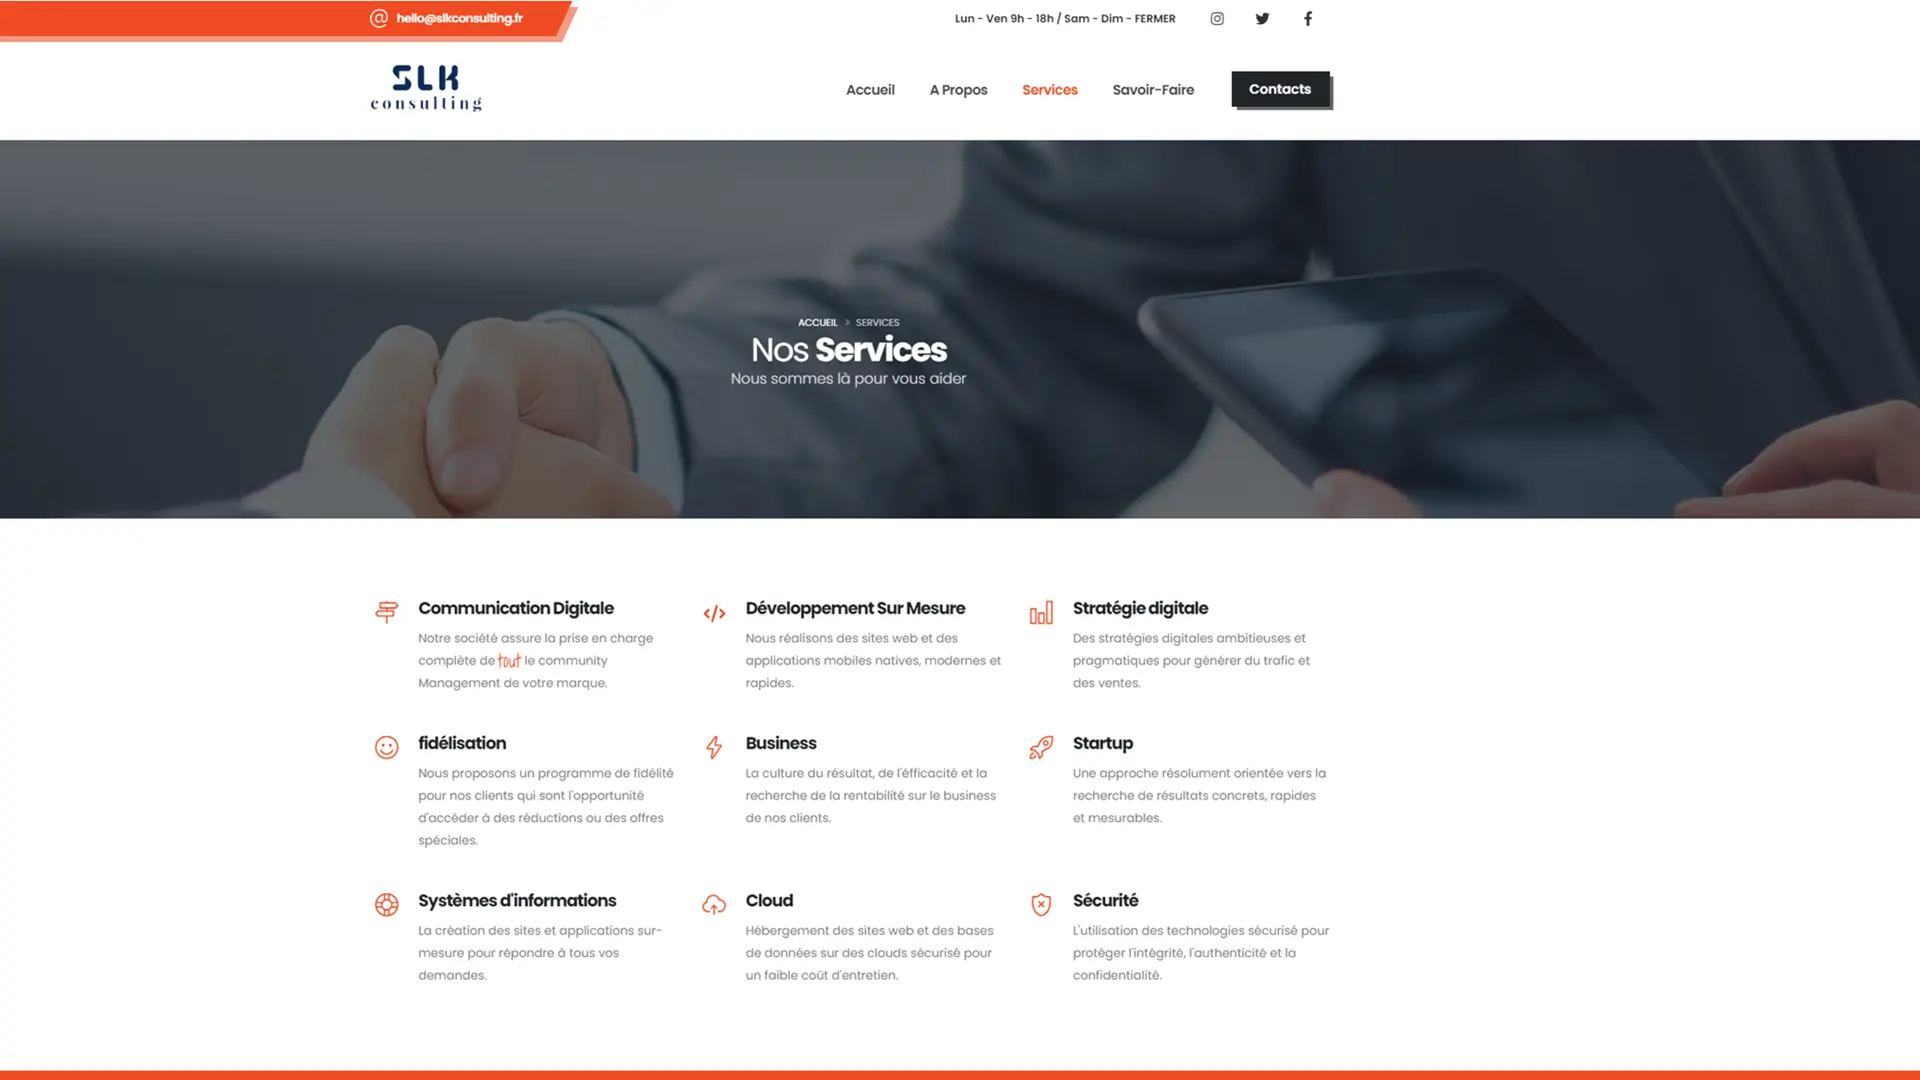 hello@slkconsulting.fr
Lun - Ven 9h - 18h / Sam - Dim - FERMER
SLK
consulting
Accueil
A Propos
Services
Savoir-Faire
Contacts
ACCUEIL > SERVICES
Nos Services
Nous sommes là pour vous aider
Communication Digitale
Notre société assure la prise en charge
complète de tout le community
Management de votre marque.
Développement Sur Mesure
Nous réalisons des sites web et des
applications mobiles natives, modernes et
rapides.
Stratégie digitale
Des stratégies digitales ambitieuses et
pragmatiques pour générer du trafic et
des ventes.
fidélisation
Nous proposons un programme de fidélité
pour nos clients qui sont l'opportunité
d'accéder à des réductions ou des offres
spéciales.
Business
La culture du résultat, de l'éfficacité et la
recherche de la rentabilité sur le business
de nos clients.
Startup
Une approche résolument orientée vers la
recherche de résultats concrets, rapides
et mesurables.
Systèmes d'informations
La création des sites et applications sur-
mesure pour répondre à tous vos
demandes.
Cloud
Hébergement des sites web et des bases
de données sur des clouds sécurisé pour
un faible coût d'entretien.
Sécurité
L'utilisation des technologies sécurisé pour
protèger l'intégrité, l'authenticité et la
confidentialité.